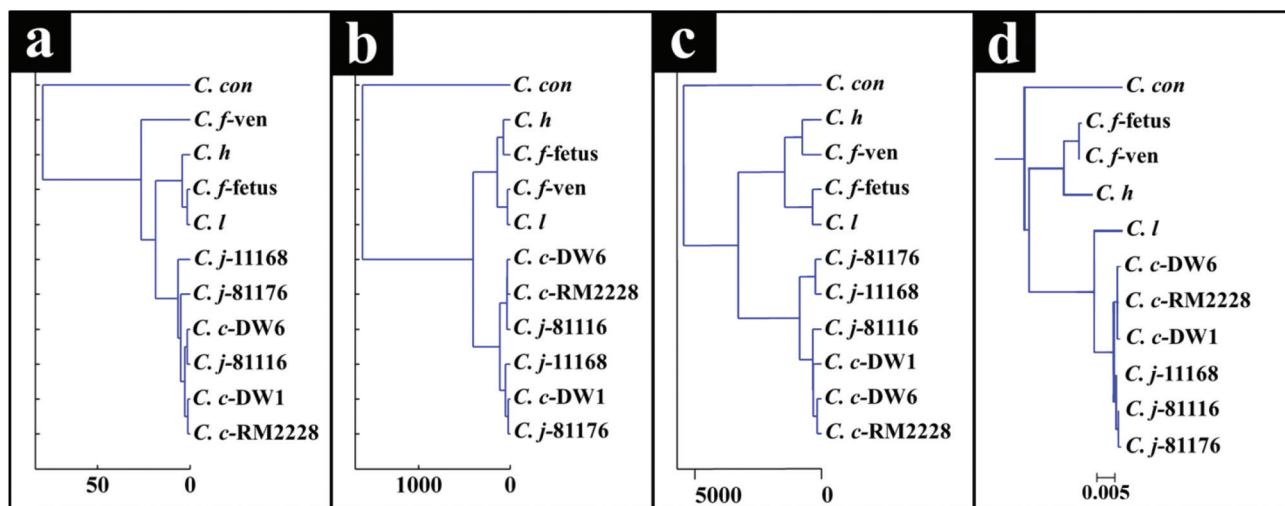 a
C. con
C. f-ven
C. h
C. f-fetus
C. l
C. j-11168
C. j-81176
C. c-DW6
C. j-81116
C. c-DW1
C. c-RM2228
50 0
b
C. con
C. h
C. f-fetus
C. f-ven
C. l
C. c-DW6
C. c-RM2228
C. j-81116
C. j-11168
C. c-DW1
C. j-81176
1000 0
c
C. con
C. h
C. f-ven
C. f-fetus
C. l
C. j-81176
C. j-11168
C. j-81116
C. c-DW1
C. c-DW6
C. c-RM2228
5000 0
d
C. con
C. f-fetus
C. f-ven
C. h
C. l
C. c-DW6
C. c-RM2228
C. c-DW1
C. j-11168
C. j-81116
C. j-81176
0.005